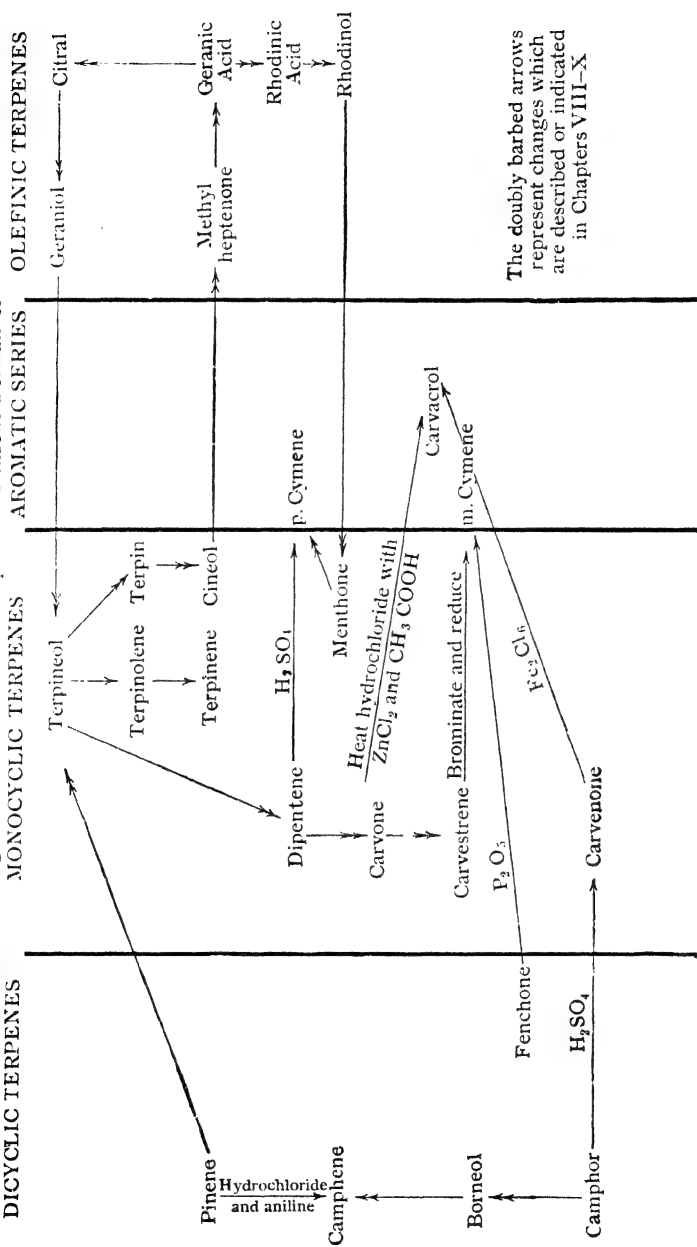 DICYCLIC TERPENES
MONOCYCLIC TERPENES
AROMATIC SERIES
OLEFINIC TERPENES
Terpineol
Geraniol
Citral
Terpinolene
Terpin
Pinene
Terpinene
Cineol
Methyl
heptenone
Geranic
Acid
Rhodinic
Acid
Hydrochloride
and aniline
Dipentene
H2SO4
p. Cymene
Camphene
Menthone
Rhodinol
Carvone
Heat hydrochloride with
ZnCl2 and CH3 COOH
Carvacrol
Borneol
Carvestrene
Brominate and reduce
m. Cymene
P2O5
Fenchone
Fe2Cl6
Camphor
H2SO4
Carvenone
The doubly barbed arrows
represent changes which
are described or indicated
in Chapters VIII–X